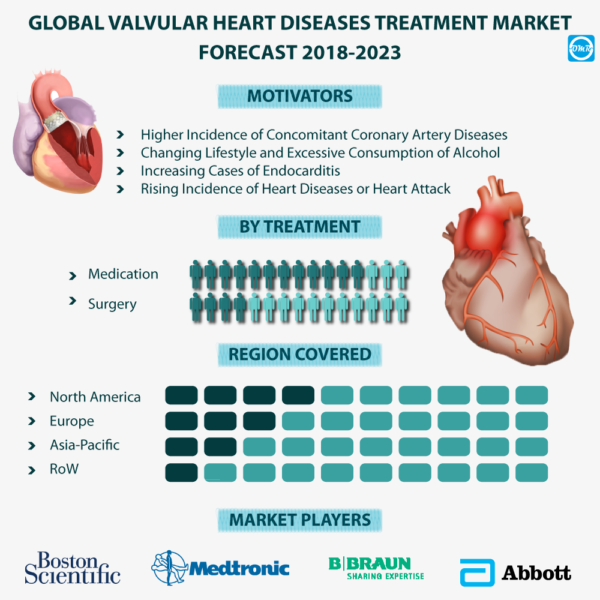 GLOBAL VALVULAR HEART DISEASES TREATMENT MARKET
FORECAST 2018-2023
DMR
MOTIVATORS
Higher Incidence of Concomitant Coronary Artery Diseases
Changing Lifestyle and Excessive Consumption of Alcohol
Increasing Cases of Endocarditis
Rising Incidence of Heart Diseases or Heart Attack
BY TREATMENT
Medication
Surgery
REGION COVERED
North America
Europe
Asia-Pacific
RoW
MARKET PLAYERS
Boston
Scientific
Medtronic
B|BRAUN
SHARING EXPERTISE
Abbott